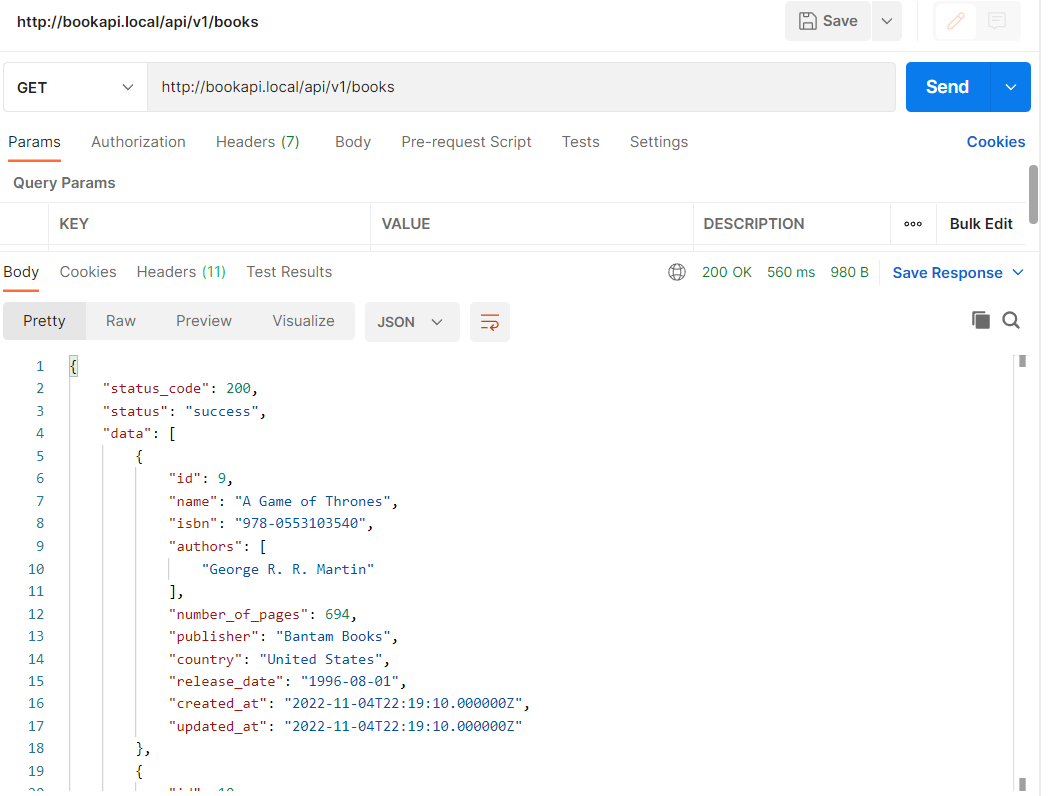 http://bookapi.local/api/v1/books Save
GET http://bookapi.local/api/v1/books Send
Params Authorization Headers (7) Body Pre-request Script Tests Settings Cookies
Query Params
KEY VALUE DESCRIPTION ooo Bulk Edit
Body Cookies Headers (11) Test Results 200 OK 560 ms 980 B Save Response
Pretty Raw Preview Visualize JSON
1 {
2 "status_code": 200,
3 "status": "success",
4 "data": [
5 {
6 "id": 9,
7 "name": "A Game of Thrones",
8 "isbn": "978-0553103540",
9 "authors": [
10 "George R. R. Martin"
11 ],
12 "number_of_pages": 694,
13 "publisher": "Bantam Books",
14 "country": "United States",
15 "release_date": "1996-08-01",
16 "created_at": "2022-11-04T22:19:10.000000Z",
17 "updated_at": "2022-11-04T22:19:10.000000Z"
18 },
19 {
20 "id": 10